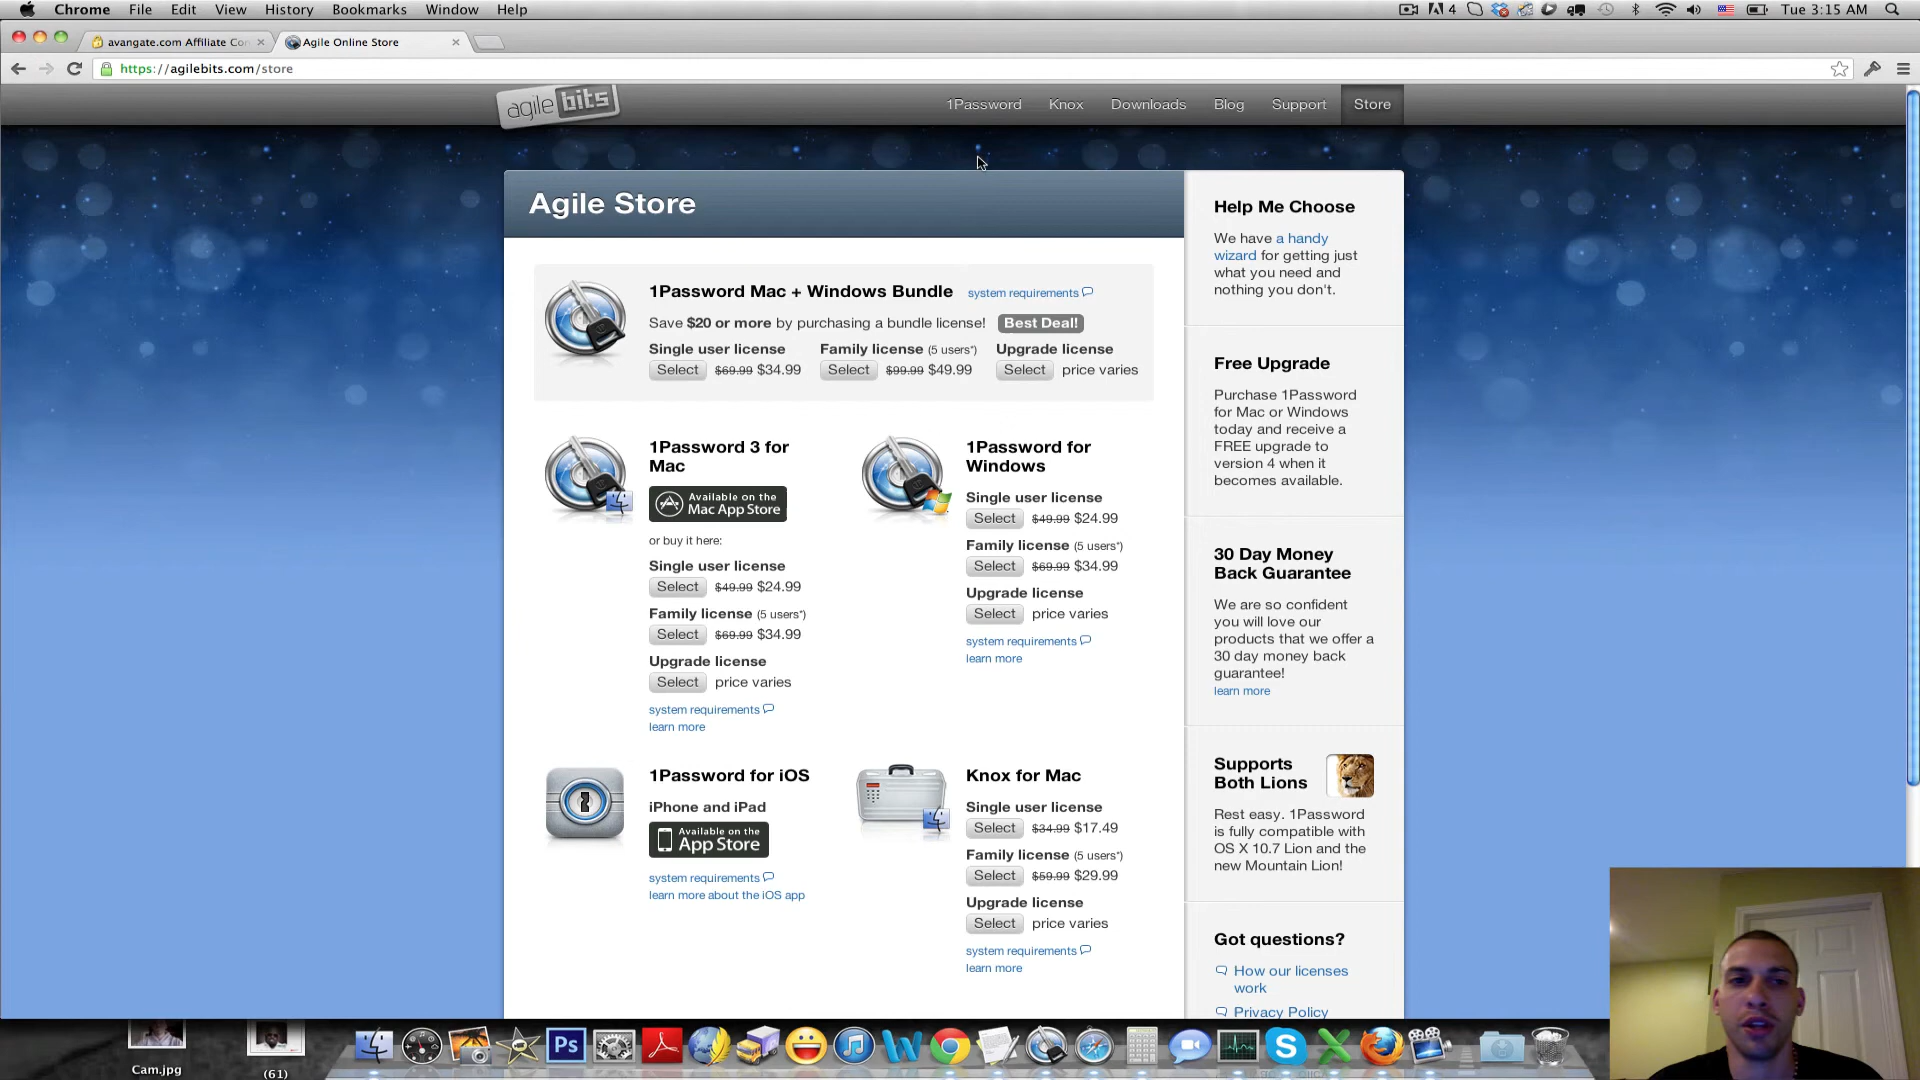 Chrome File Edit View History Bookmarks Window Help
4 Tue 3:15 AM
avangate.com Affiliate Con
Agile Online Store
https://agilebits.com/store
agile bits
1Password Knox Downloads Blog Support Store
Agile Store
1Password Mac + Windows Bundle system requirements
Save $20 or more by purchasing a bundle license! Best Deal!
Single user license Family license (5 users*) Upgrade license
Select $69.99 $34.99 Select $99.99 $49.99 Select price varies
1Password 3 for
Mac
Available on the
Mac App Store
or buy it here:
Single user license
Select $49.99 $24.99
Family license (5 users*)
Select $69.99 $34.99
Upgrade license
Select price varies
system requirements
learn more
1Password for
Windows
Single user license
Select $49.99 $24.99
Family license (5 users*)
Select $69.99 $34.99
Upgrade license
Select price varies
system requirements
learn more
1Password for iOS
iPhone and iPad
Available on the
App Store
system requirements
learn more about the iOS app
Knox for Mac
Single user license
Select $34.99 $17.49
Family license (5 users*)
Select $59.99 $29.99
Upgrade license
Select price varies
system requirements
learn more
Help Me Choose
We have a handy
wizard for getting just
what you need and
nothing you don't.
Free Upgrade
Purchase 1Password
for Mac or Windows
today and receive a
FREE upgrade to
version 4 when it
becomes available.
30 Day Money
Back Guarantee
We are so confident
you will love our
products that we offer a
30 day money back
guarantee!
learn more
Supports
Both Lions
Rest easy. 1Password
is fully compatible with
OS X 10.7 Lion and the
new Mountain Lion!
Got questions?
How our licenses
work
Privacy Policy
Cam.jpg
(61)
Ps